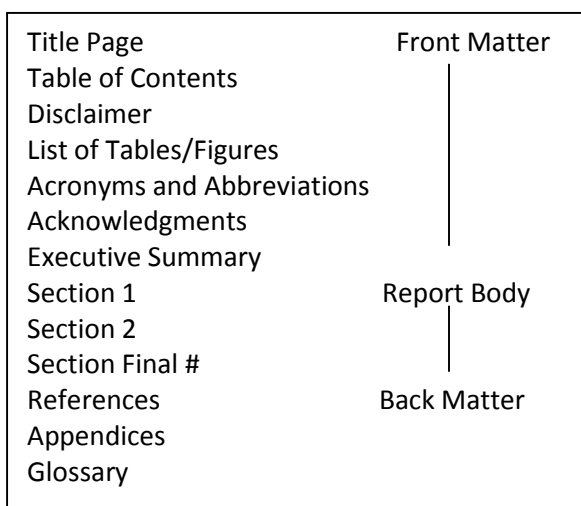 Title Page Front Matter
Table of Contents
Disclaimer
List of Tables/Figures
Acronyms and Abbreviations
Acknowledgments
Executive Summary
Section 1 Report Body
Section 2
Section Final #
References Back Matter
Appendices
Glossary